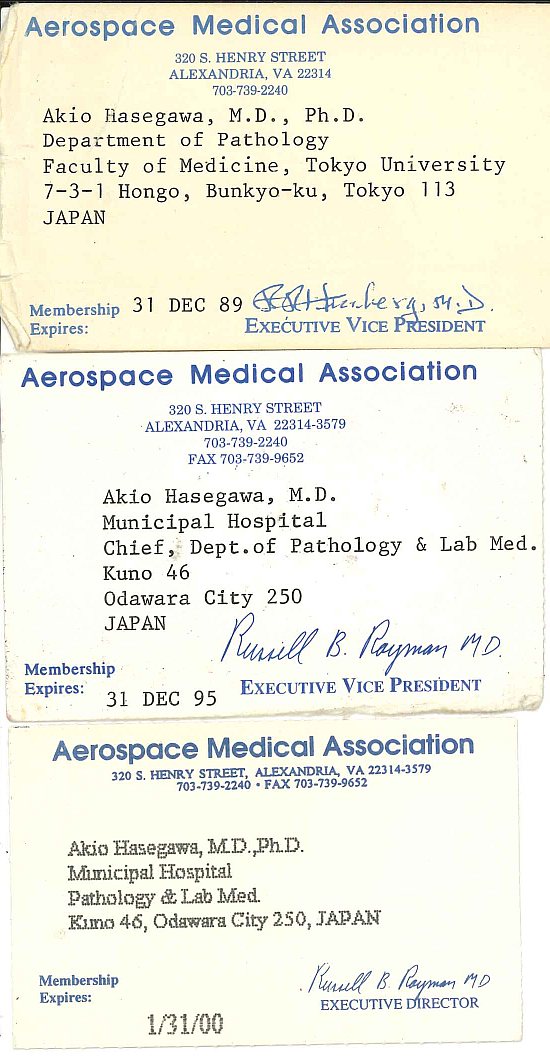 Aerospace Medical Association
320 S. HENRY STREET
ALEXANDRIA, VA 22314
703-739-2240
Akio Hasegawa, M.D., Ph.D.
Department of Pathology
Faculty of Medicine, Tokyo University
7-3-1 Hongo, Bunkyo-ku, Tokyo 113
JAPAN
Membership
Expires:
31 DEC 89
M.D.
EXECUTIVE VICE PRESIDENT
Aerospace Medical Association
320 S. HENRY STREET
ALEXANDRIA, VA 22314-3579
703-739-2240
FAX 703-739-9652
Akio Hasegawa, M.D.
Municipal Hospital
Chief, Dept.of Pathology & Lab Med.
Kuno 46
Odawara City 250
JAPAN
Russell B. Rayman MD.
Membership
Expires:
31 DEC 95
EXECUTIVE VICE PRESIDENT
Aerospace Medical Association
320 S. HENRY STREET, ALEXANDRIA, VA 22314-3579
703-739-2240 • FAX 703-739-9652
Akio Hasegawa, M.D.,Ph.D.
Municipal Hospital
Pathology & Lab Med.
Kuno 46, Odawara City 250, JAPAN
Membership
Expires:
1/31/00
Russell B. Rayman MD
EXECUTIVE DIRECTOR